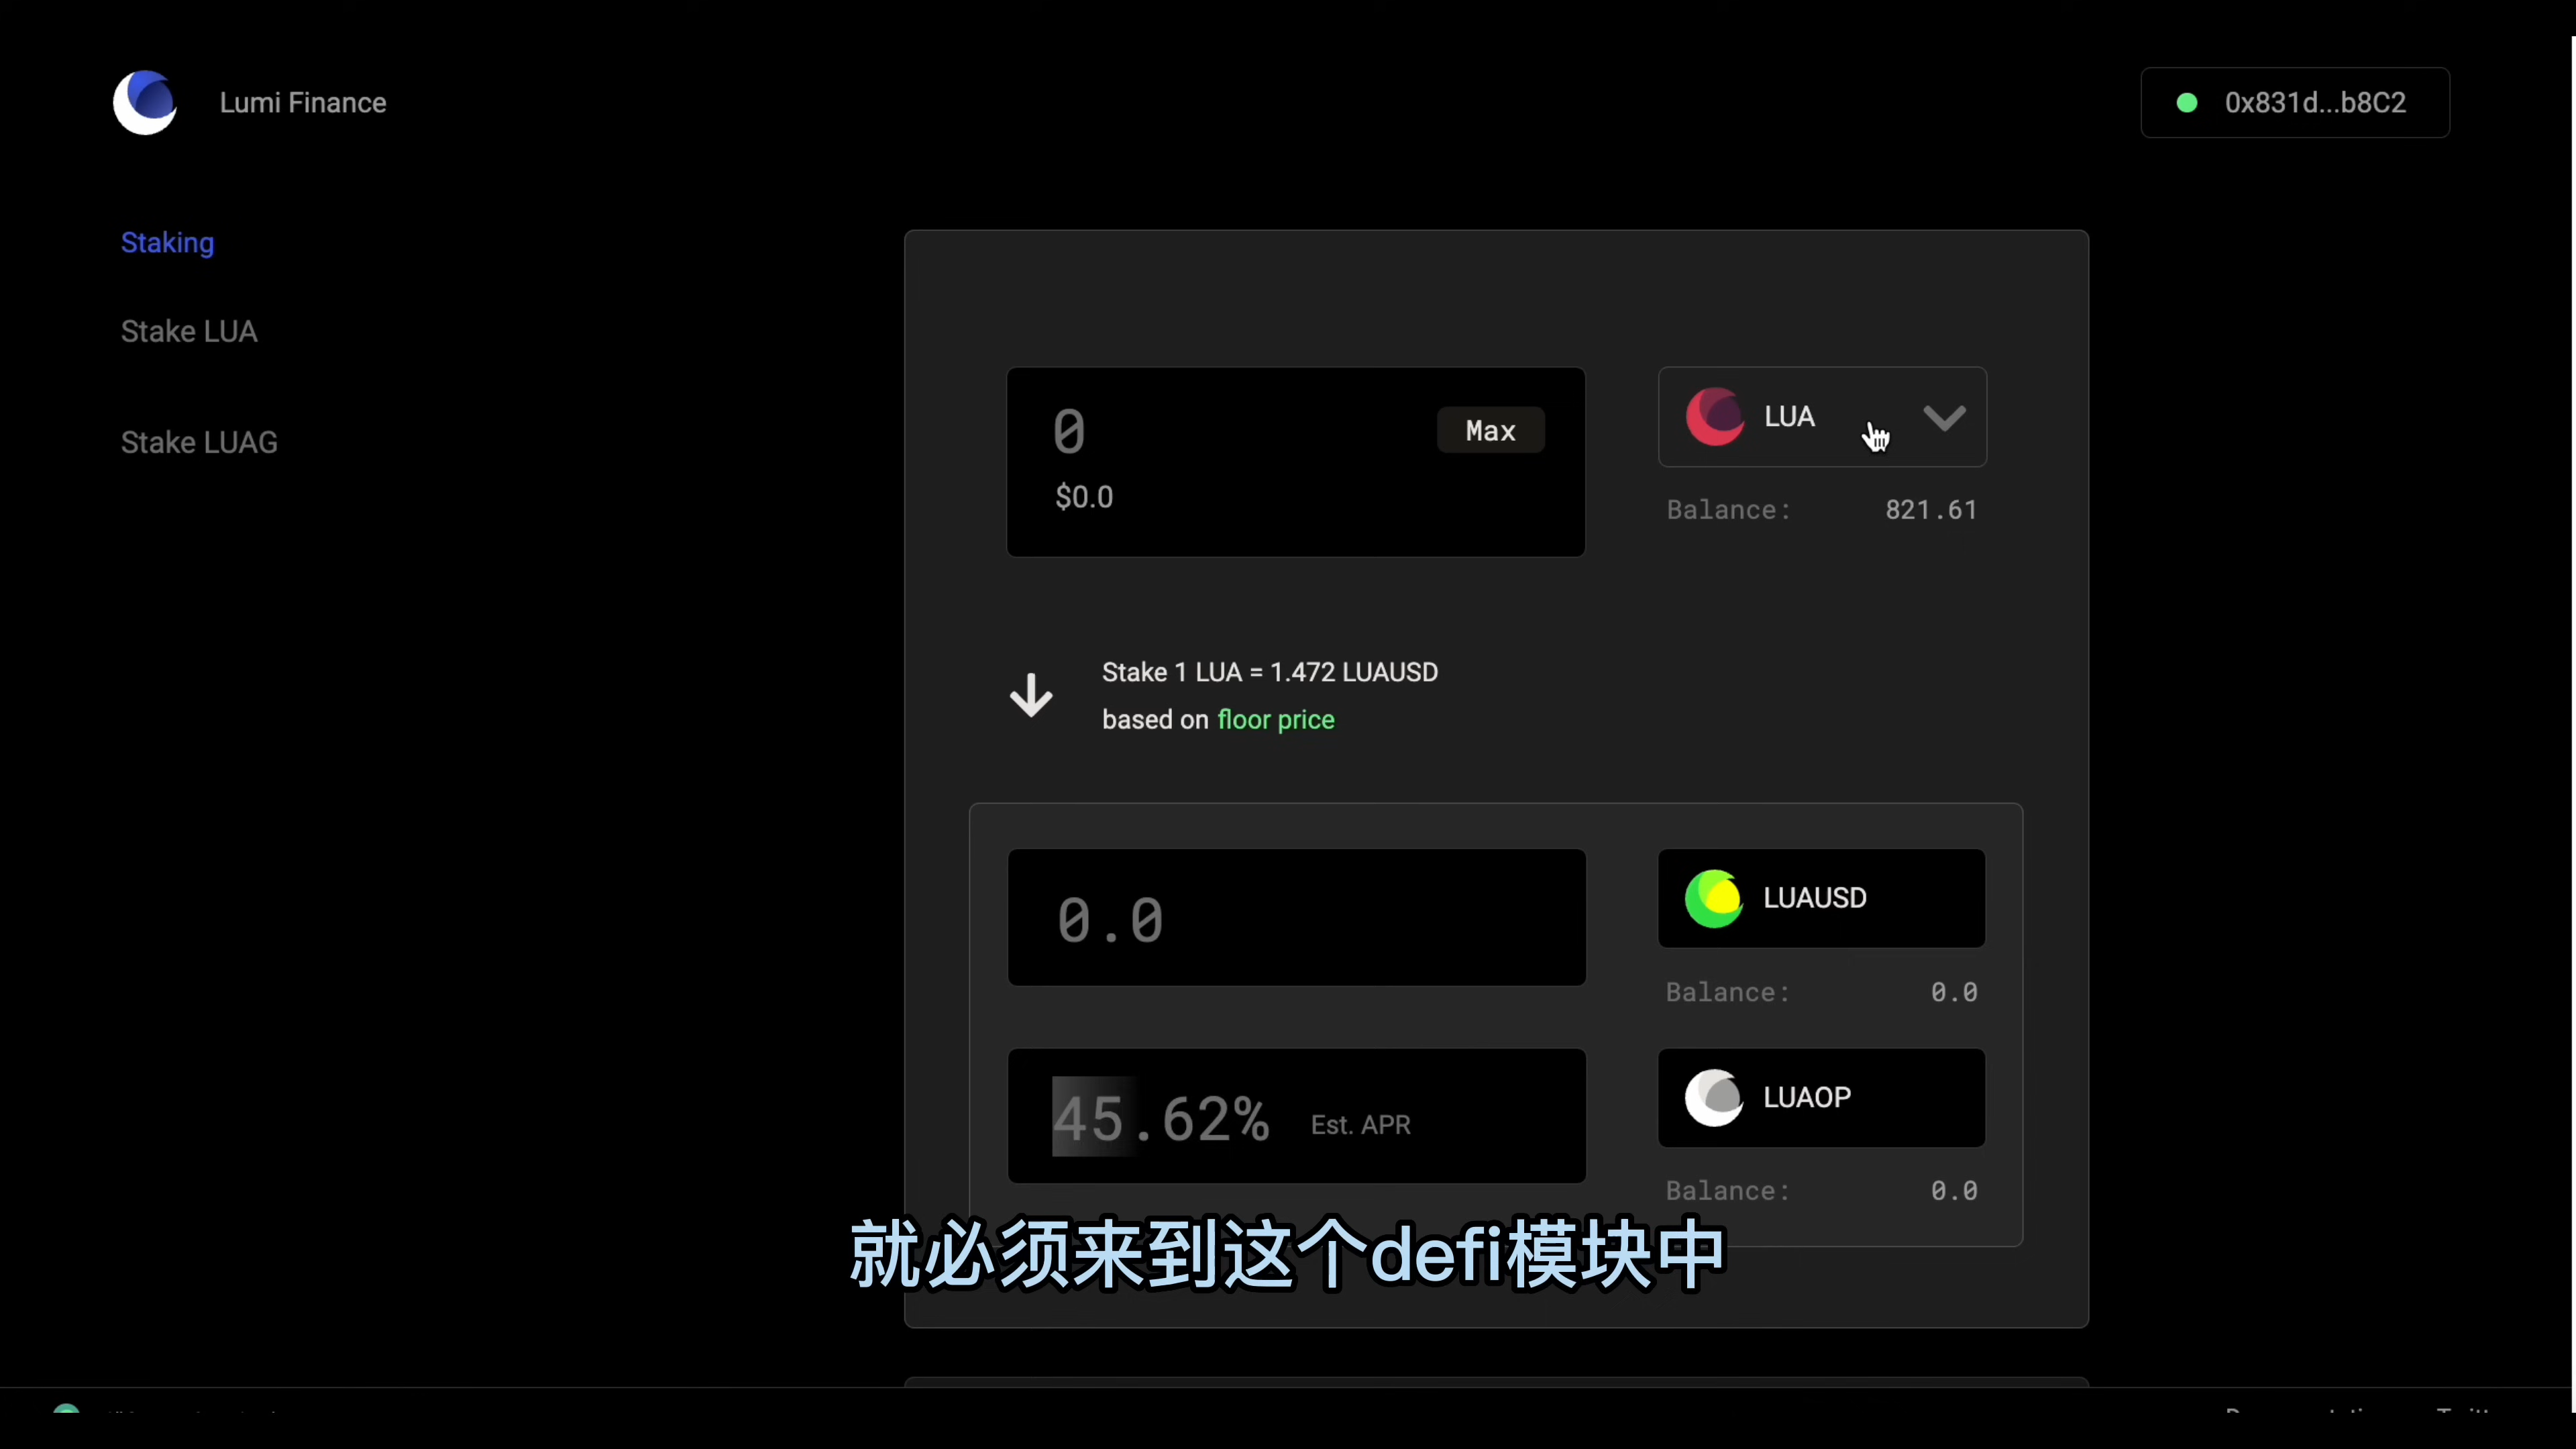 Lumi Finance
0x831d...b8C2
Staking
Stake LUA
Stake LUAG
0
Max
$0.0
LUA
Balance: 821.61
Stake 1 LUA = 1.472 LUAUSD
based on floor price
0.0
LUAUSD
Balance: 0.0
45.62% Est. APR
LUAOP
Balance: 0.0
就必须来到这个defi模块中